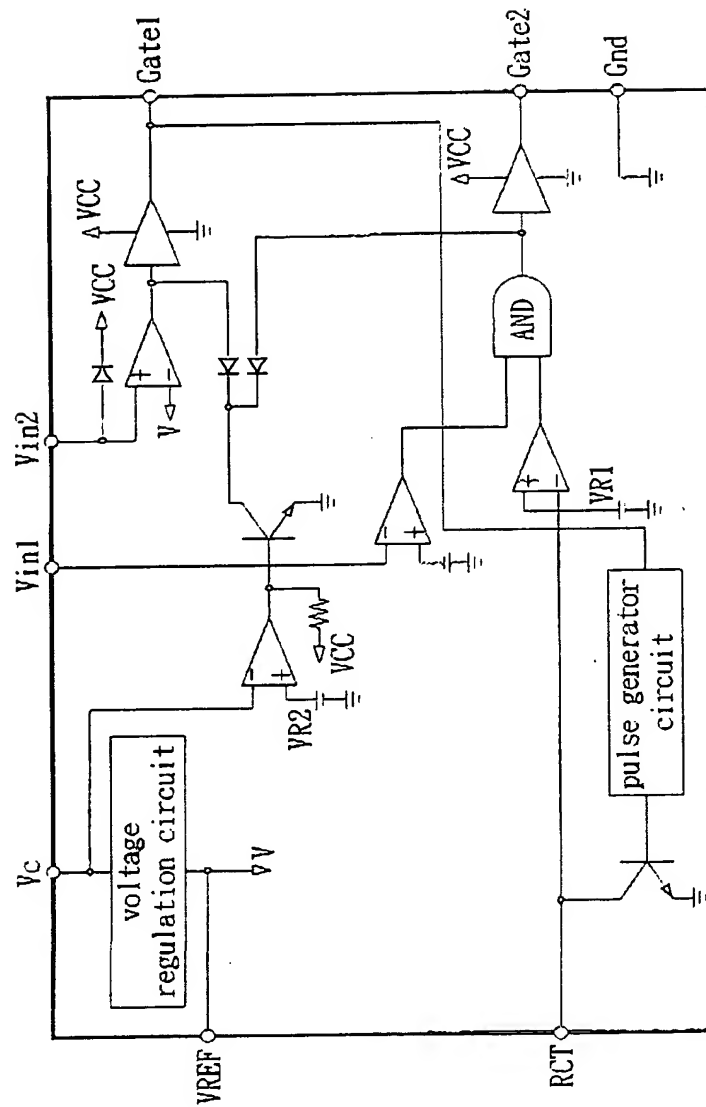 Vc
Vin1
Vin2
VREF
voltage
regulation circuit
V
VR2
-
+
VCC
VCC
+
-
V
VCC
Gate1
-
+
AND
VCC
Gate2
Gnd
+
-
VR1
RCT
pulse generator
circuit